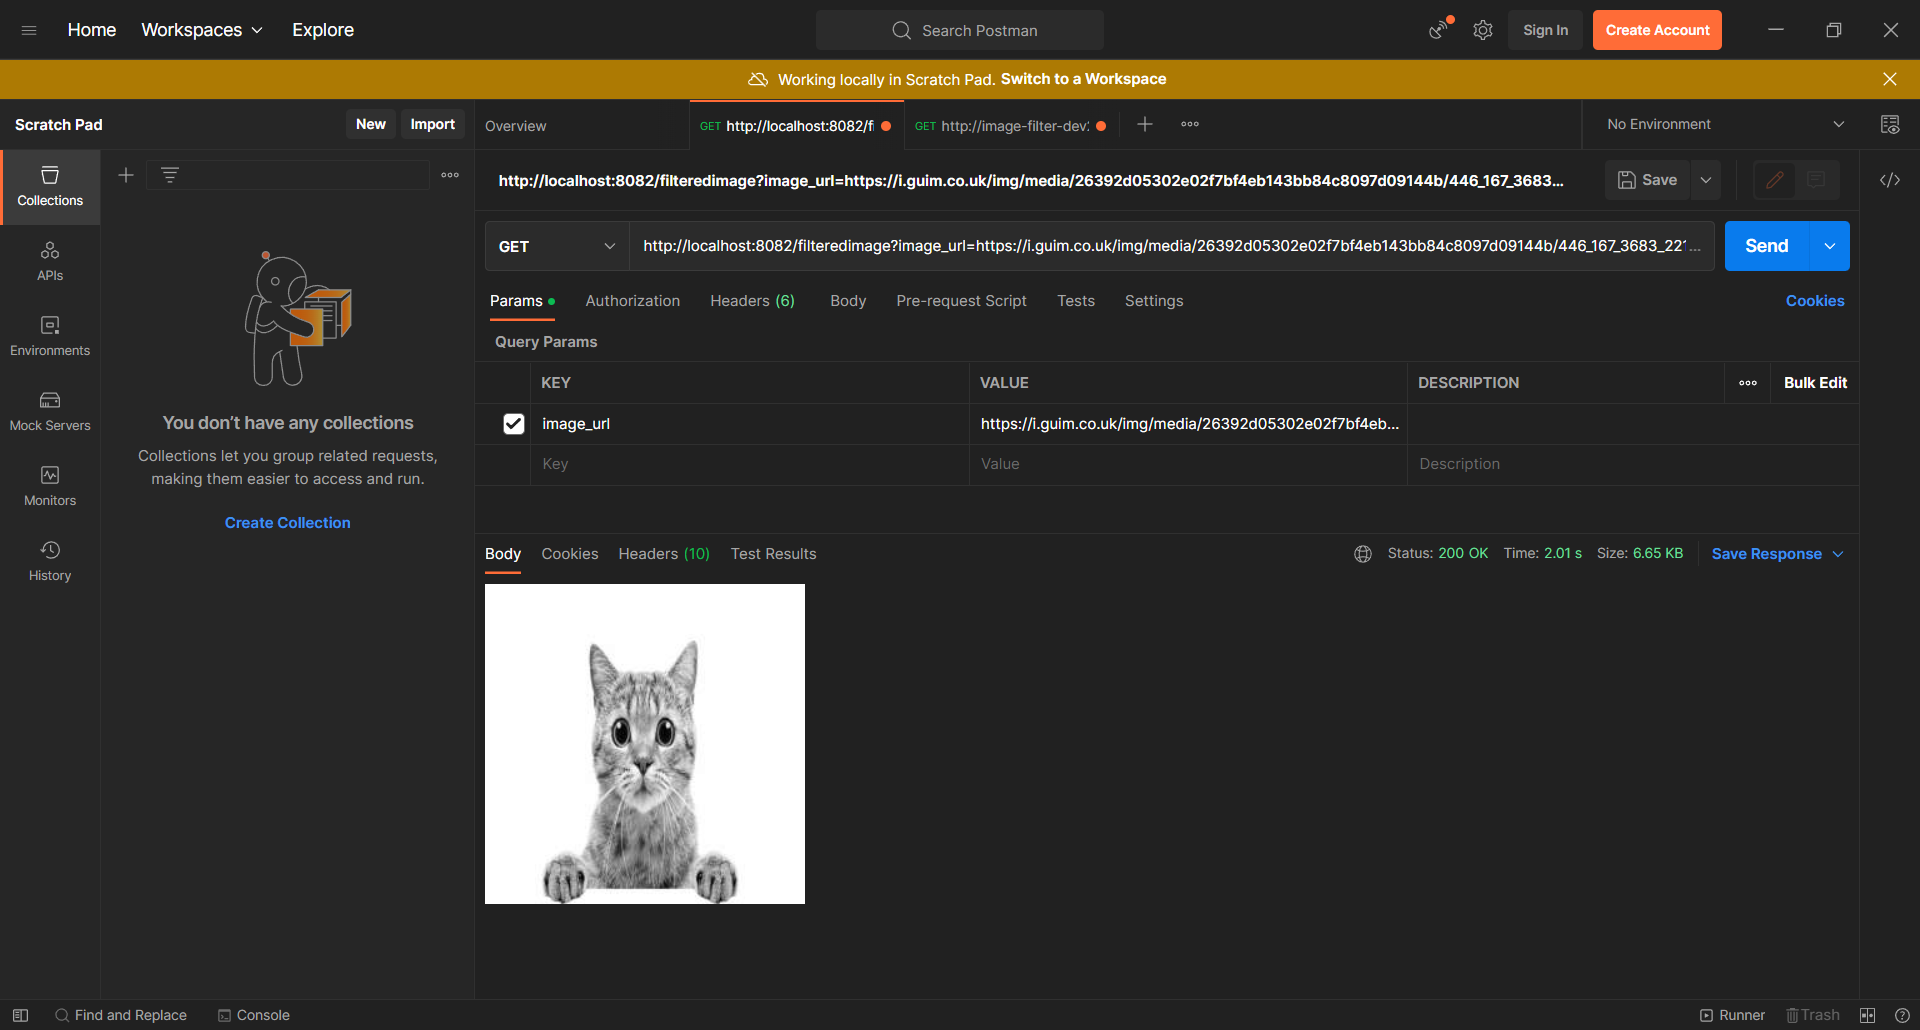 Home Workspaces Explore
Search Postman
Sign In Create Account
Working locally in Scratch Pad. Switch to a Workspace
Scratch Pad New Import
Overview GET http://localhost:8082/fi GET http://image-filter-dev No Environment
Collections
APIs
Environments
Mock Servers
Monitors
History
You don’t have any collections
Collections let you group related requests,
making them easier to access and run.
Create Collection
http://localhost:8082/filteredimage?image_url=https://i.guim.co.uk/img/media/26392d05302e02f7bf4eb143bb84c8097d09144b/446_167_3683... Save
GET http://localhost:8082/filteredimage?image_url=https://i.guim.co.uk/img/media/26392d05302e02f7bf4eb143bb84c8097d09144b/446_167_3683_221... Send
Params Authorization Headers (6) Body Pre-request Script Tests Settings Cookies
Query Params
KEY VALUE DESCRIPTION Bulk Edit
image_url https://i.guim.co.uk/img/media/26392d05302e02f7bf4eb...
Key Value Description
Body Cookies Headers (10) Test Results Status: 200 OK Time: 2.01 s Size: 6.65 KB Save Response
Find and Replace Console Runner Trash